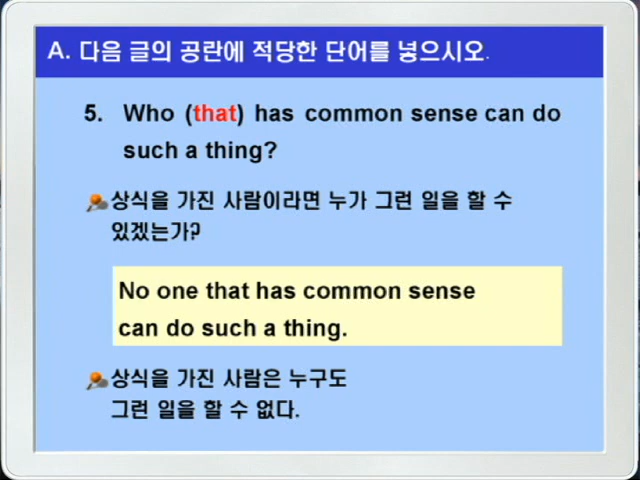 A. 다음 글의 공란에 적당한 단어를 넣으시오.
5. Who (that) has common sense can do
such a thing?
상식을 가진 사람이라면 누가 그런 일을 할 수
있겠는가?
No one that has common sense
can do such a thing.
상식을 가진 사람은 누구도
그런 일을 할 수 없다.